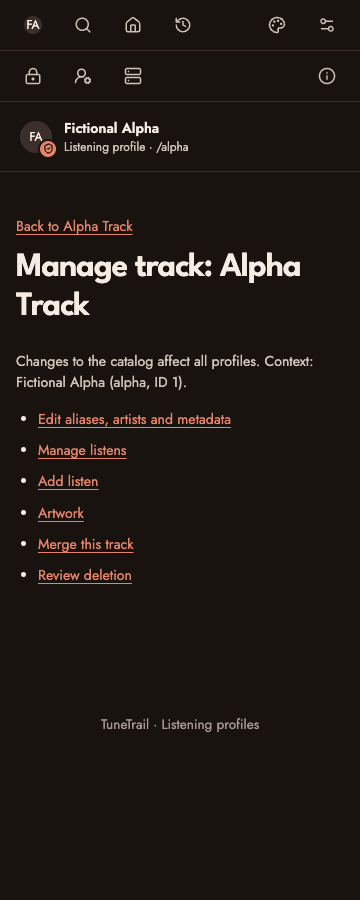 FA
FA
Fictional Alpha
Listening profile · /alpha
Back to Alpha Track
Manage track: Alpha
Track
Changes to the catalog affect all profiles. Context:
Fictional Alpha (alpha, ID 1).
Edit aliases, artists and metadata
Manage listens
Add listen
Artwork
Merge this track
Review deletion
TuneTrail · Listening profiles